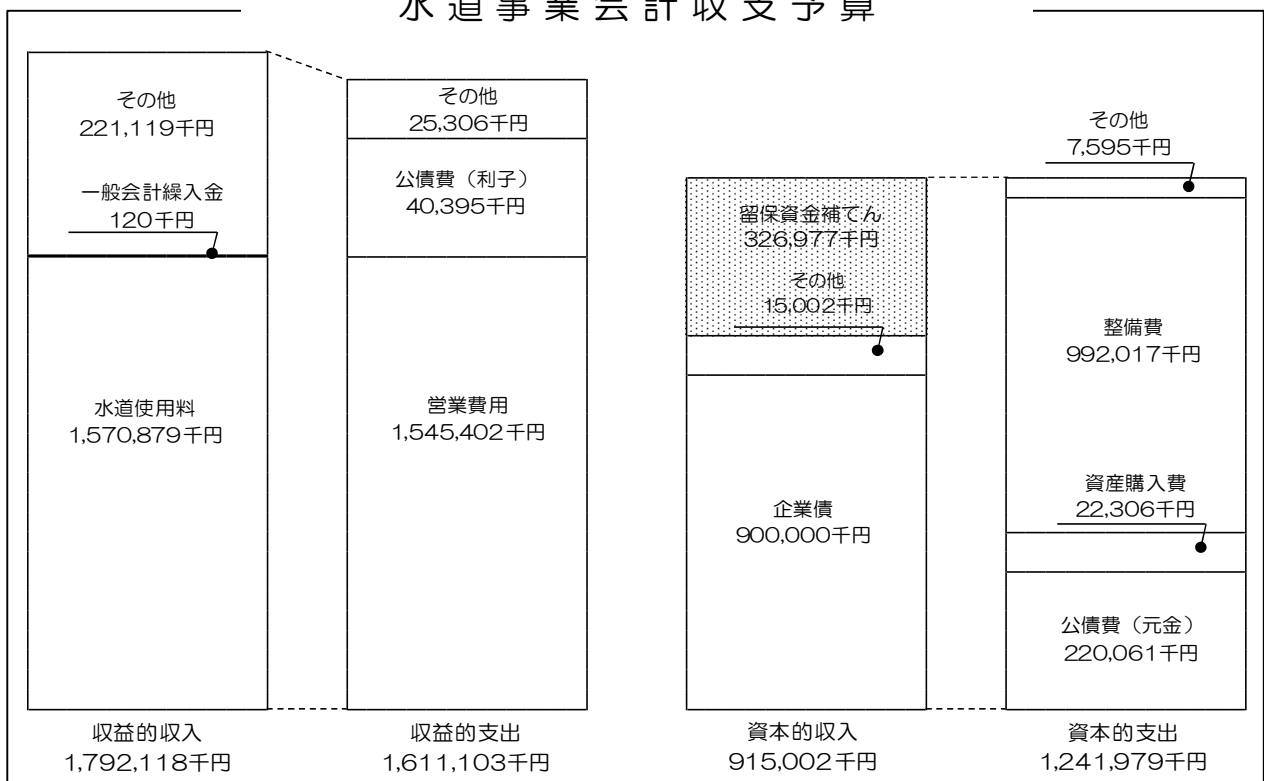 水道事業会計収支予算
その他
221,119千円
一般会計繰入金
120千円
水道使用料
1,570,879千円
収益的収入
1,792,118千円
その他
25,306千円
公債費（利子）
40,395千円
営業費用
1,545,402千円
収益的支出
1,611,103千円
留保資金補てん
326,977千円
その他
15,002千円
企業債
900,000千円
資本的収入
915,002千円
その他
7,595千円
整備費
992,017千円
資産購入費
22,306千円
公債費（元金）
220,061千円
資本的支出
1,241,979千円